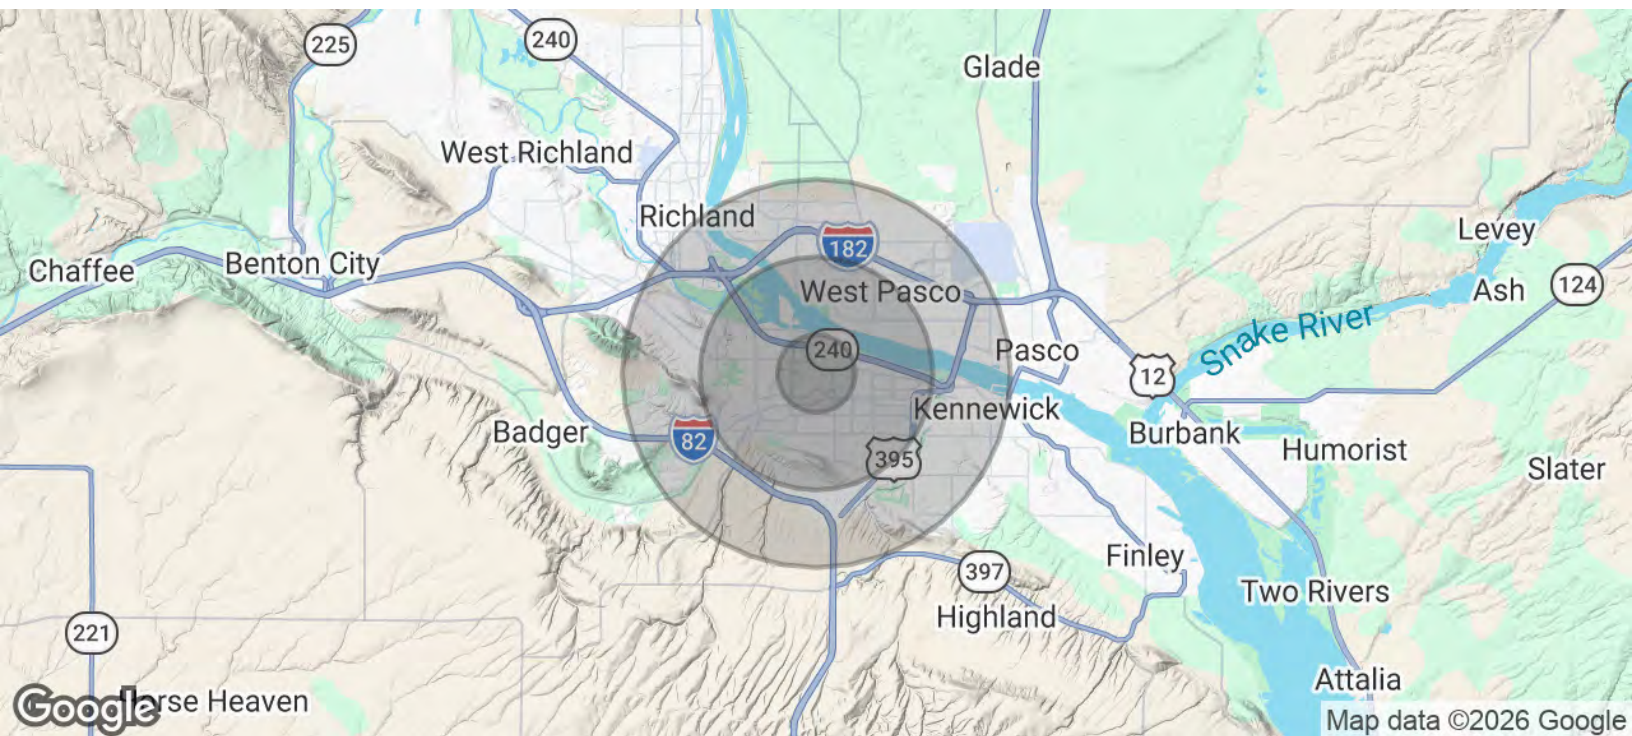 225
240
Glade
West Richland
Richland
182
Levey
Chaffee
Benton City
West Pasco
Ash
124
Snake River
240
Pasco
12
Kennewick
Badger
82
Burbank
Humorist
395
Slater
Finley
397
Two Rivers
Highland
221
Attalia
Horse Heaven
Google
Map data ©2026 Google